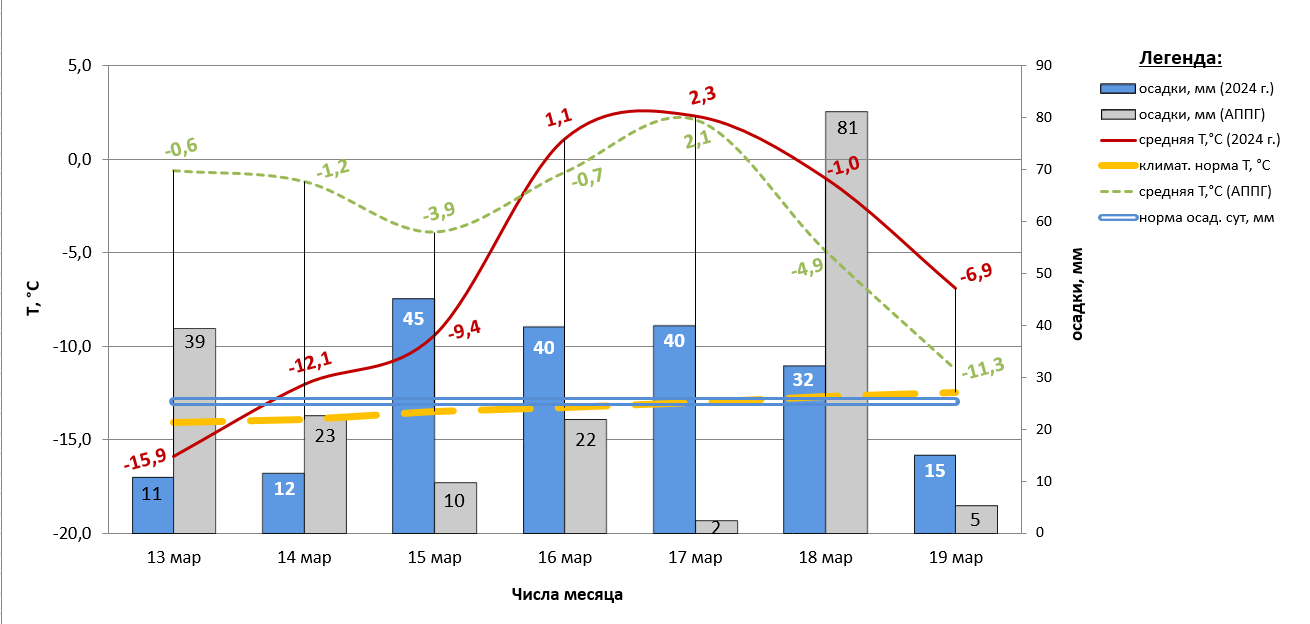 Легенда:
осадки, мм (2024 г.)
осадки, мм (АППГ)
средняя Т,°С (2024 г.)
климат. норма Т, °С
средняя Т,°С (АППГ)
норма осад. сут, мм
Т, °С
5,0
0,0
-5,0
-10,0
-15,0
-20,0
90
80
70
60
50
40
30
20
10
0
осадки, мм
-0,6
-1,2
-3,9
-0,7
2,1
-4,9
-11,3
-15,9
-12,1
-9,4
1,1
2,3
-1,0
-6,9
11
12
45
40
40
32
15
39
23
10
22
2
81
5
13 мар
14 мар
15 мар
16 мар
17 мар
18 мар
19 мар
Числа месяца